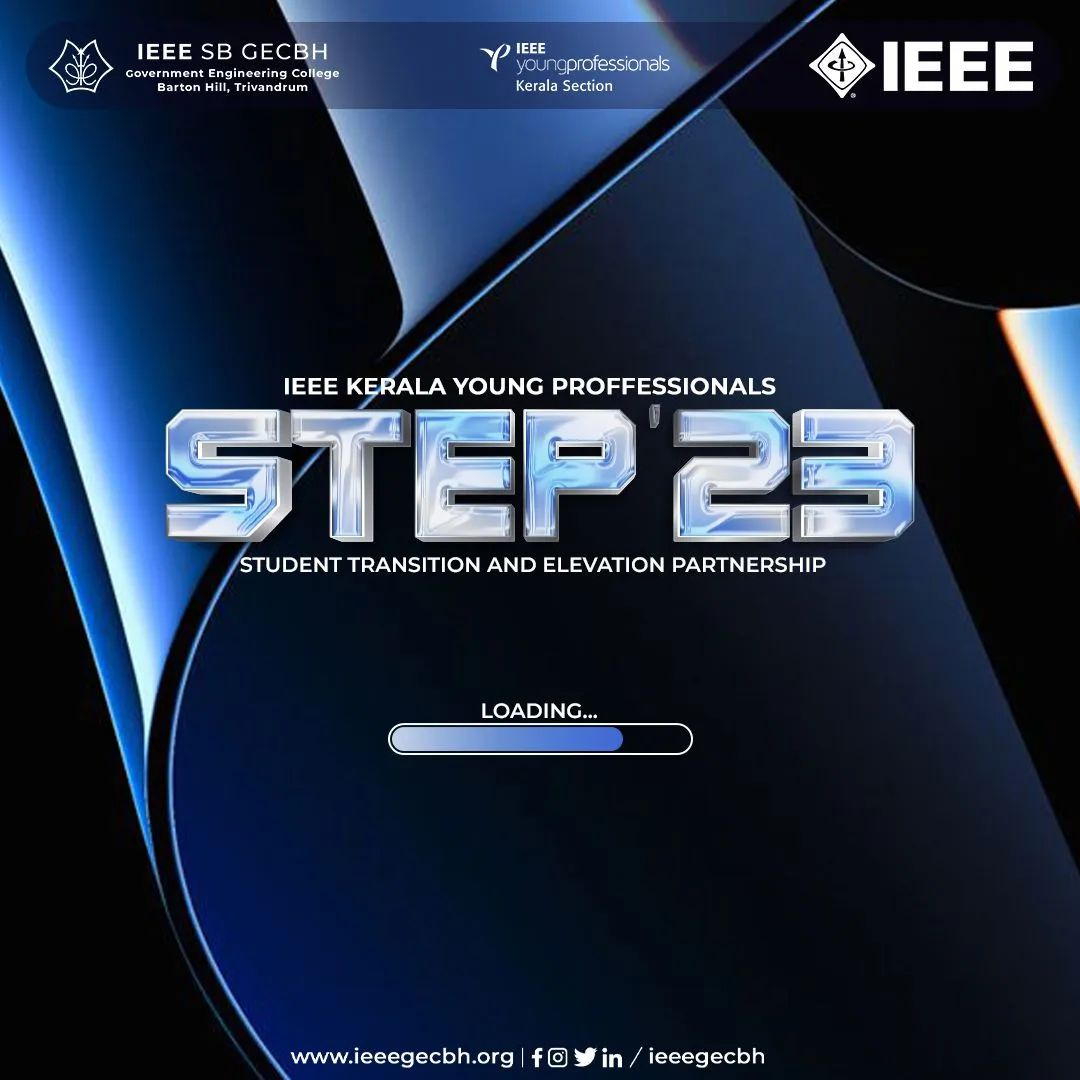 IEEE SB GECBH
Government Engineering College
Barton Hill, Trivandrum
IEEE
youngprofessionals
Kerala Section
IEEE
®
IEEE KERALA YOUNG PROFFESSIONALS
STEP'23
STUDENT TRANSITION AND ELEVATION PARTNERSHIP
LOADING...
www.ieeegecbh.org | / ieeegecbh